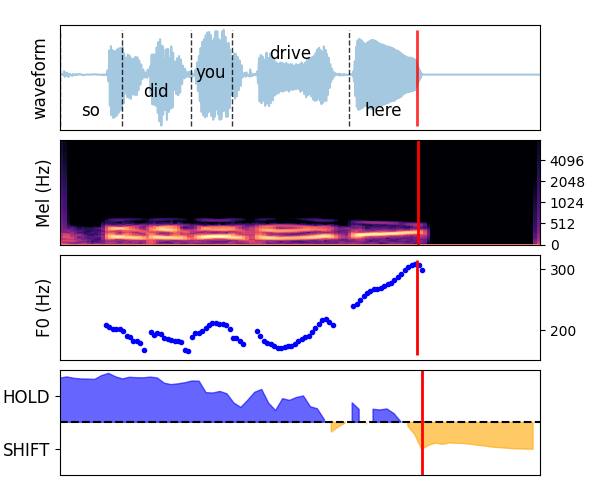 waveform
so
did
you
drive
here
Mel (Hz)
4096
2048
1024
512
0
F0 (Hz)
300
200
HOLD
SHIFT